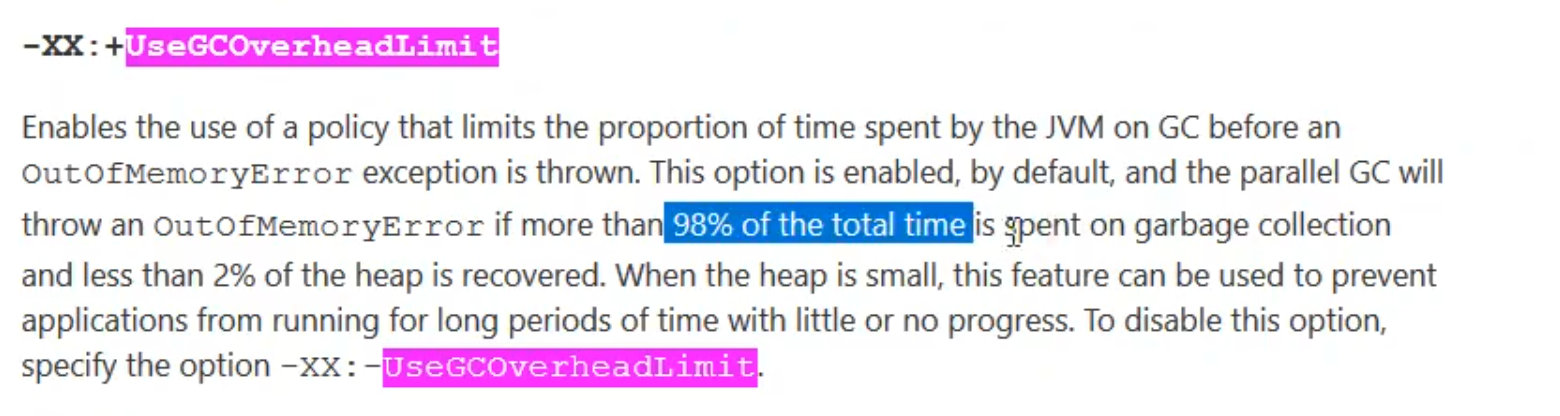 -XX:+UseGCOverheadLimit
Enables the use of a policy that limits the proportion of time spent by the JVM on GC before an
OutOfMemoryError exception is thrown. This option is enabled, by default, and the parallel GC will
throw an OutOfMemoryError if more than 98% of the total time is spent on garbage collection
and less than 2% of the heap is recovered. When the heap is small, this feature can be used to prevent
applications from running for long periods of time with little or no progress. To disable this option,
specify the option -XX:-UseGCOverheadLimit.